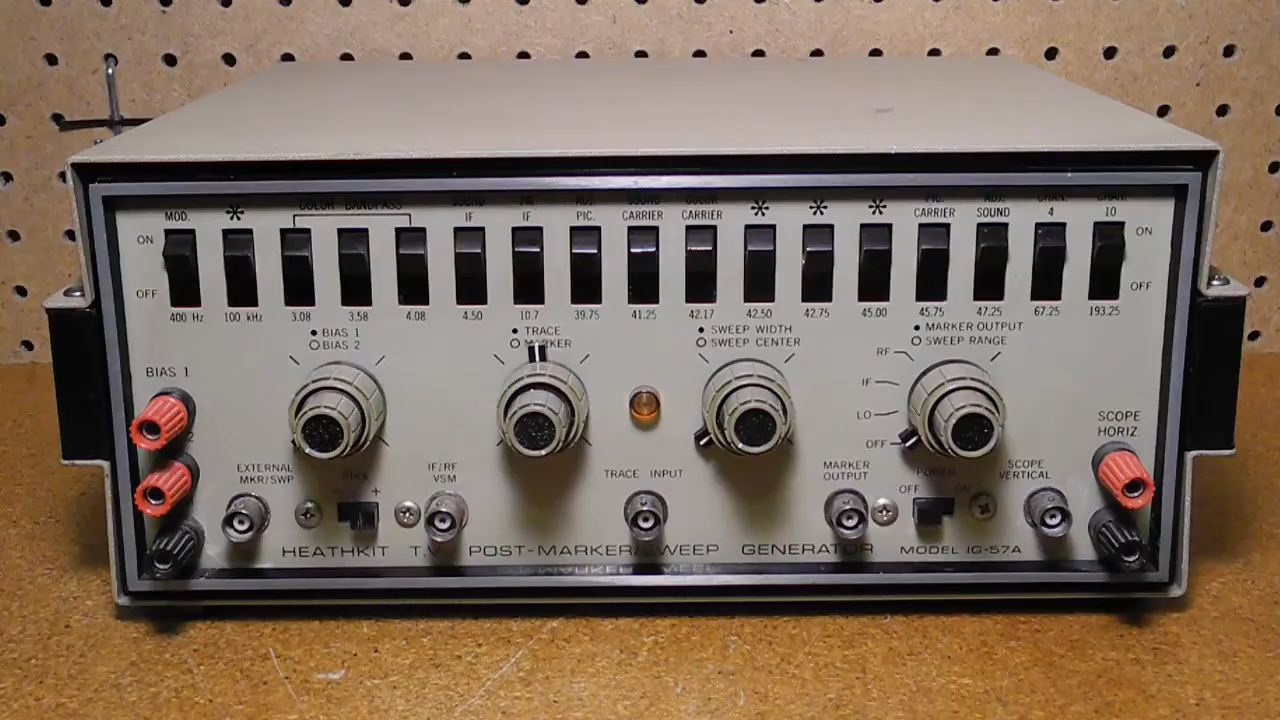 MOD.
*
COLOR BANDPASS
SOUND IF
IF
ADJ. PIC.
SOUND CARRIER
COLOR CARRIER
*
*
*
PIC. CARRIER
ADJ. SOUND
CHAN. 4
CHAN. 10
ON
ON
OFF
OFF
400 Hz
100 kHz
3.08
3.58
4.08
4.50
10.7
39.75
41.25
42.17
42.50
42.75
45.00
45.75
47.25
67.25
193.25
BIAS 1
BIAS 2
TRACE
MARKER
SWEEP WIDTH
SWEEP CENTER
MARKER OUTPUT
SWEEP RANGE
RF
IF
LO
OFF
BIAS 1
2
SCOPE
HORIZ.
EXTERNAL
MKR/SWP
BIAS
- +
IF/RF
VSM
TRACE INPUT
MARKER
OUTPUT
POWER
OFF ON
SCOPE
VERTICAL
HEATHKIT T.V. POST-MARKER/SWEEP GENERATOR MODEL IG-57A